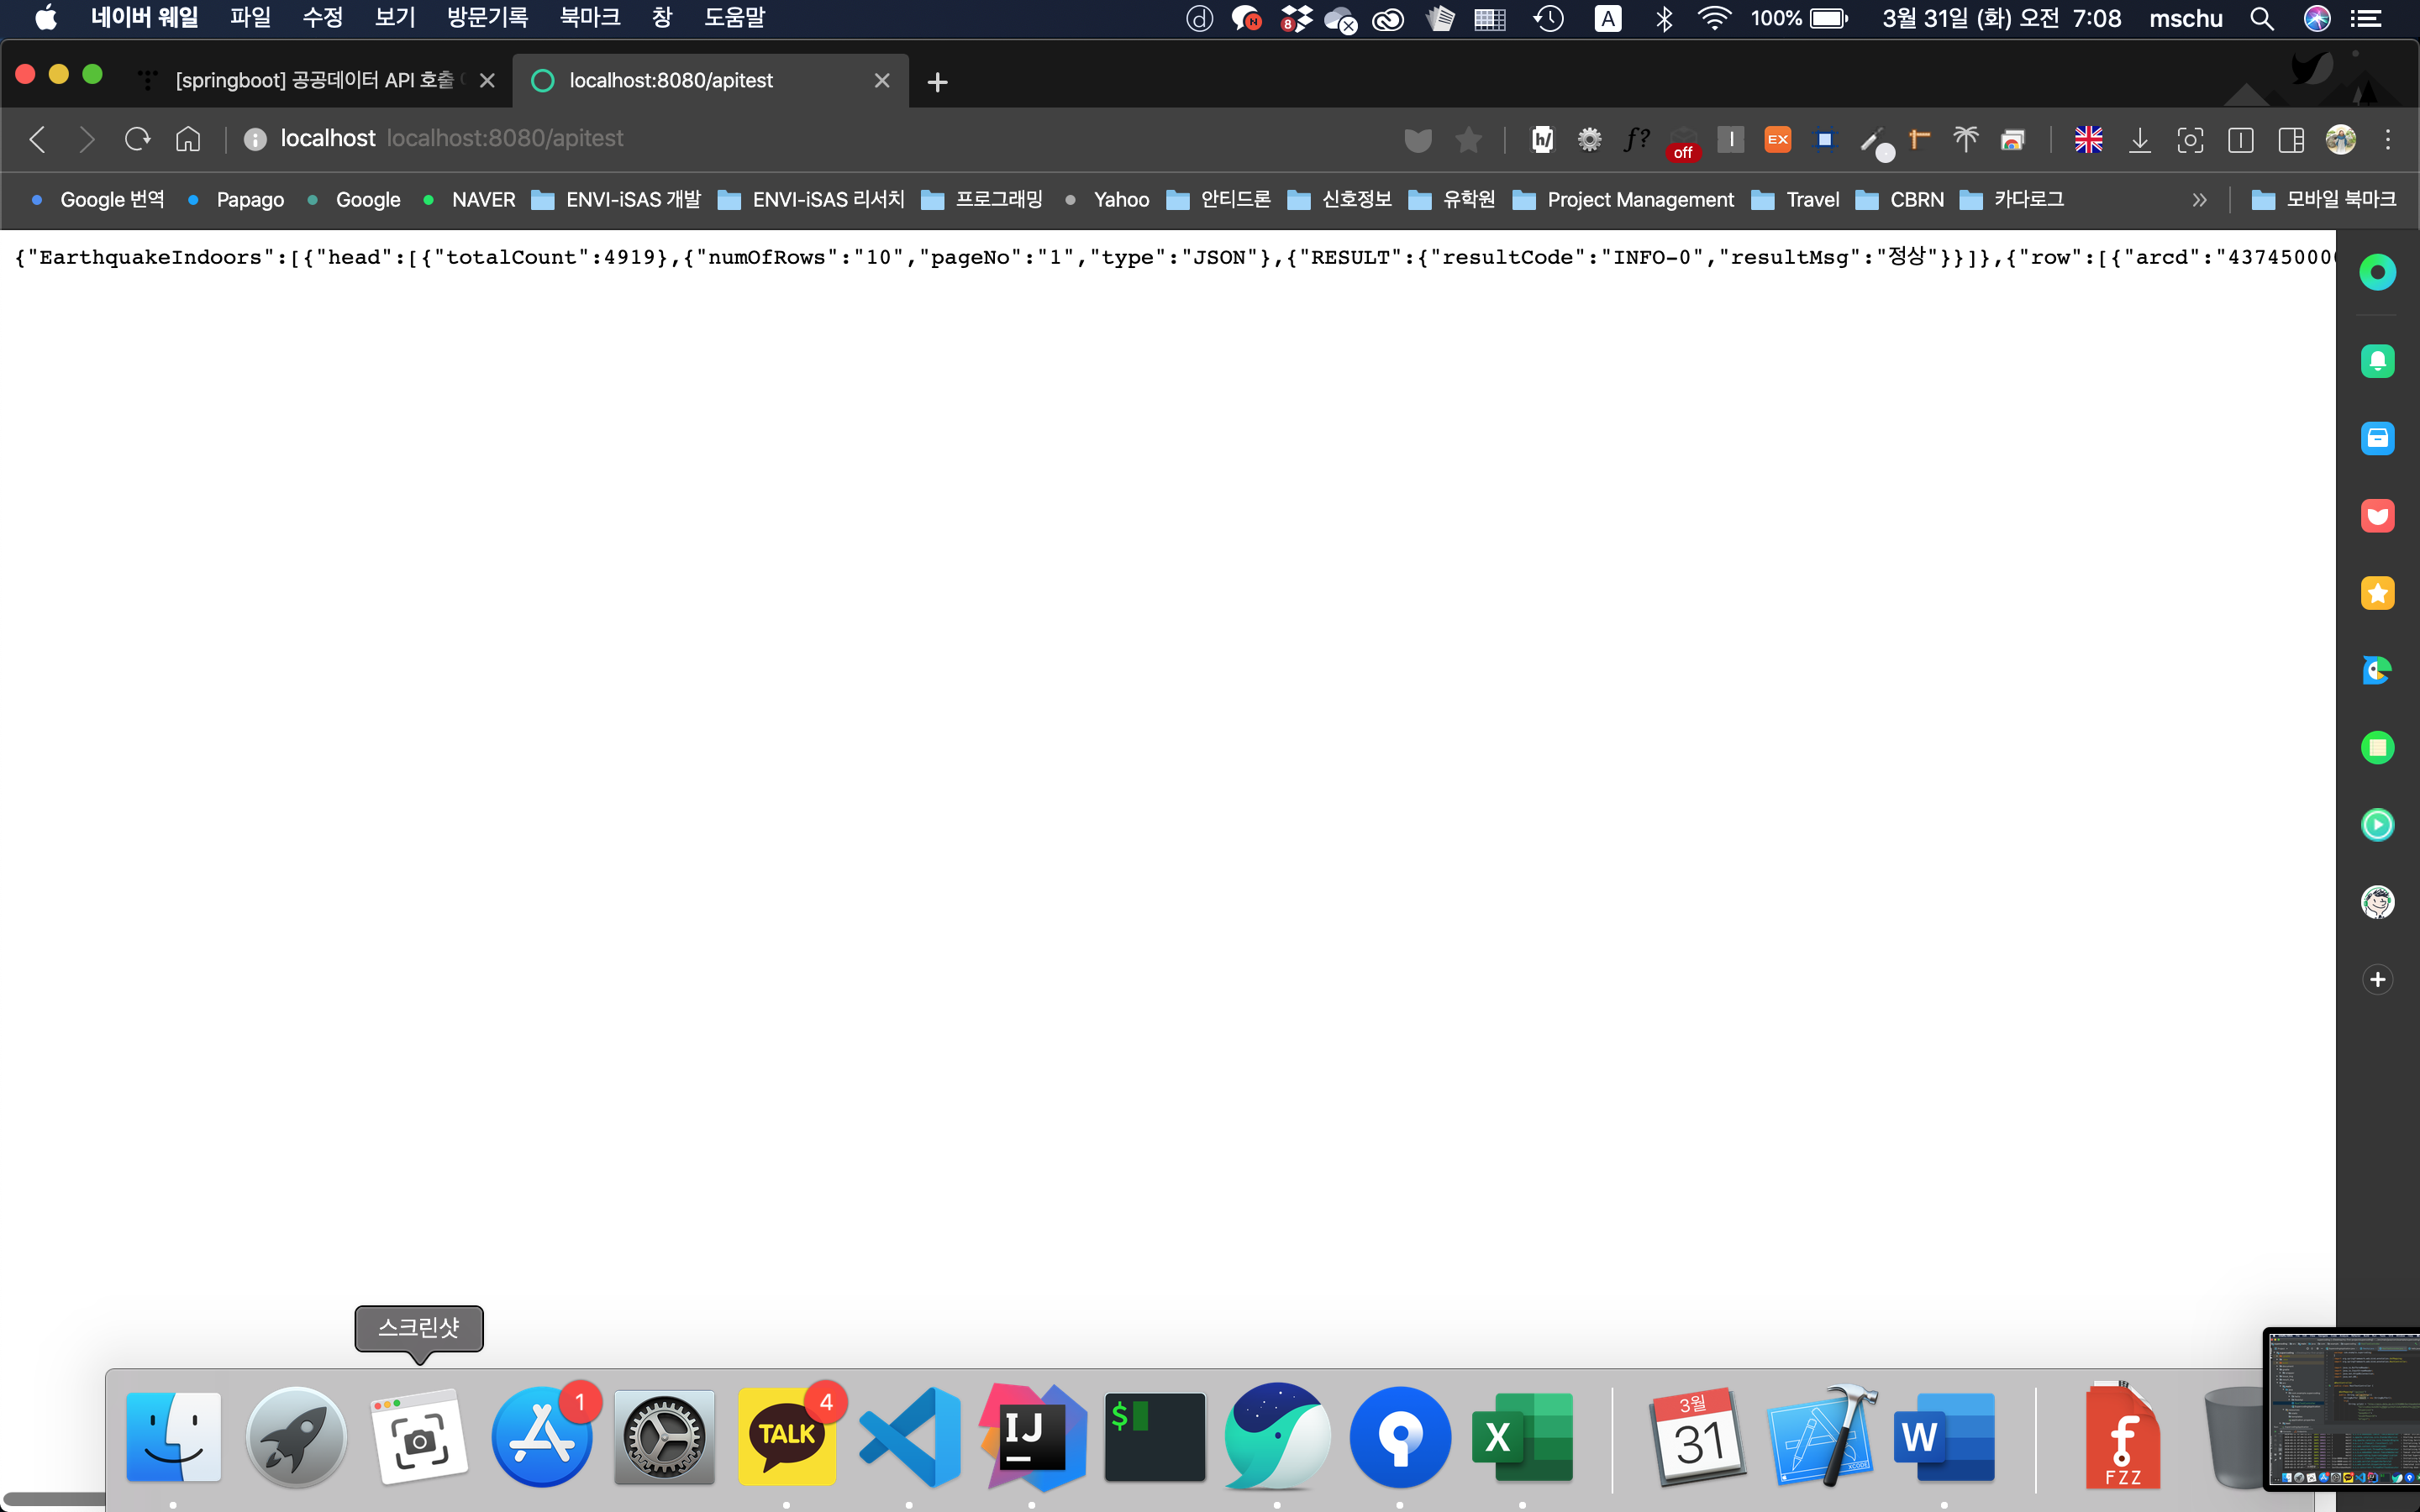 네이버 웨일 파일 수정 보기 방문기록 북마크 창 도움말 8 A 100% 3월 31일 (화) 오전 7:08 mschu
[springboot] 공공데이터 API 호출 localhost:8080/apitest
localhost localhost:8080/apitest h/ f? off EX
Google 번역 Papago Google NAVER ENVI-iSAS 개발 ENVI-iSAS 리서치 프로그래밍 Yahoo 안티드론 신호정보 유학원 Project Management Travel CBRN 카다로그 » 모바일 북마크
{"EarthquakeIndoors":[{"head":[{"totalCount":4919},{"numOfRows":"10","pageNo":"1","type":"JSON"},{"RESULT":{"resultCode":"INFO-0","resultMsg":"정상"}}]},{"row":[{"arcd":"437450000
스크린샷
1
TALK 4
IJ
$
X
3월
31
W
FZZ